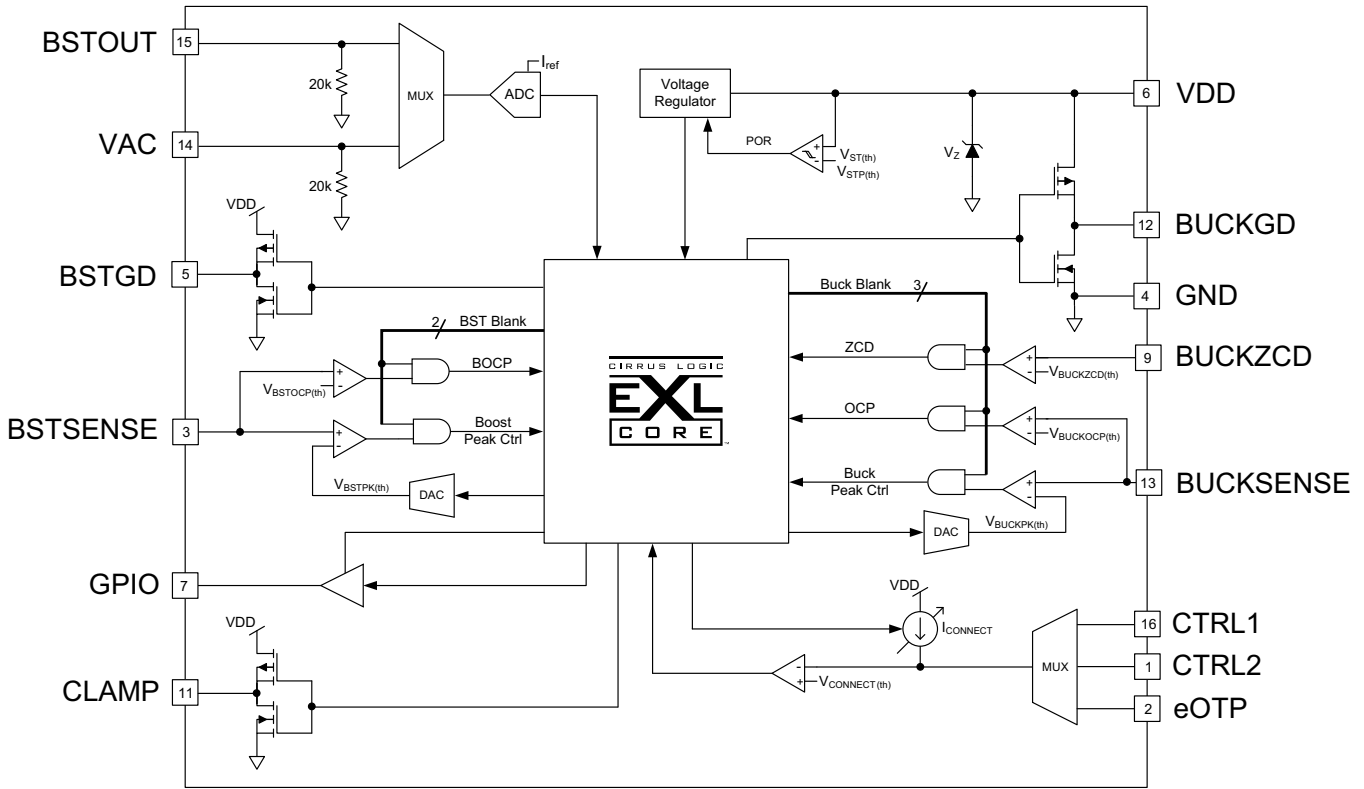 BSTOUT
15
20k
MUX
ADC
Iref
VAC
14
20k
VDD
BSTGD
5
2
BST Blank
BOCP
VBSTOCP(th)
+
-
BSTSENSE
3
Boost
Peak Ctrl
+
-
VBSTPK(th)
DAC
GPIO
7
VDD
CLAMP
11
Voltage
Regulator
POR
+
-
VST(th)
VSTP(th)
VZ
6
VDD
12
BUCKGD
4
GND
CIRRUS LOGIC
EXL
CORE
™
Buck Blank
3
ZCD
+
-
VBUCKZCD(th)
9
BUCKZCD
OCP
+
-
VBUCKOCP(th)
Buck
Peak Ctrl
+
-
13
BUCKSENSE
DAC
VBUCKPK(th)
VDD
ICONNECT
-
+
VCONNECT(th)
MUX
16
CTRL1
1
CTRL2
2
eOTP